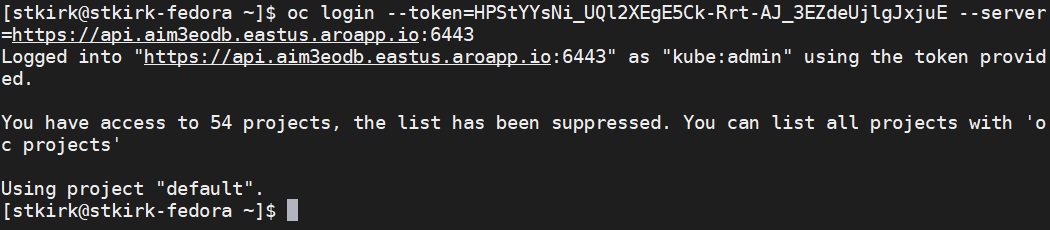 [stkirk@stkirk-fedora ~]$ oc login --token=HPStYYsNi_UQl2XEgE5Ck-Rrt-AJ_3EZdeUjlgJxjuE --server
=https://api.aim3eodb.eastus.aroapp.io:6443
Logged into "https://api.aim3eodb.eastus.aroapp.io:6443" as "kube:admin" using the token provid
ed.
You have access to 54 projects, the list has been suppressed. You can list all projects with 'o
c projects'
Using project "default".
[stkirk@stkirk-fedora ~]$